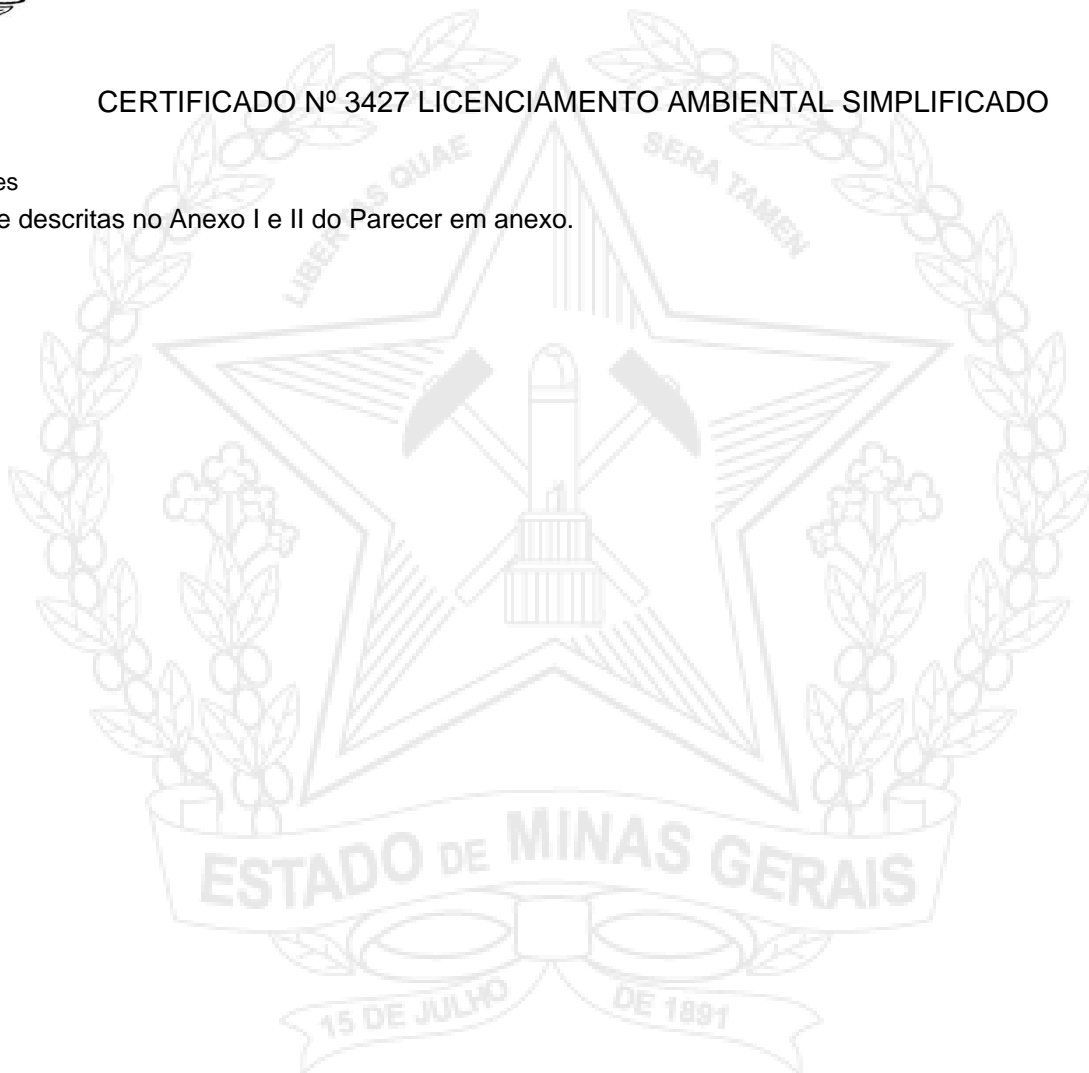 CERTIFICADO Nº 3427 LICENCIAMENTO AMBIENTAL SIMPLIFICADO
es
e descritas no Anexo I e II do Parecer em anexo.
LIBERTAS QUAE SERA TAMEN
ESTADO DE MINAS GERAIS
15 DE JULHO DE 1891